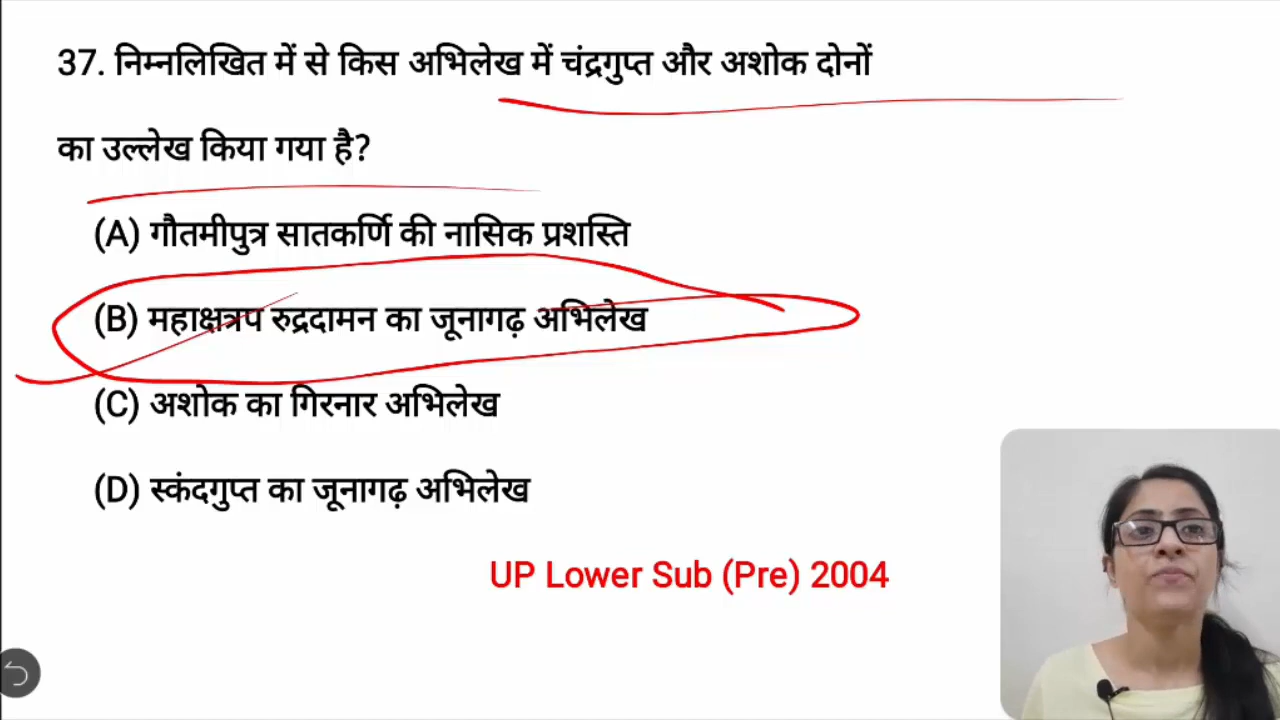 37. निम्नलिखित में से किस अभिलेख में चंद्रगुप्त और अशोक दोनों
का उल्लेख किया गया है?
(A) गौतमीपुत्र सातकर्णि की नासिक प्रशस्ति
(B) महाक्षत्रप रुद्रदामन का जूनागढ़ अभिलेख
(C) अशोक का गिरनार अभिलेख
(D) स्कंदगुप्त का जूनागढ़ अभिलेख
UP Lower Sub (Pre) 2004